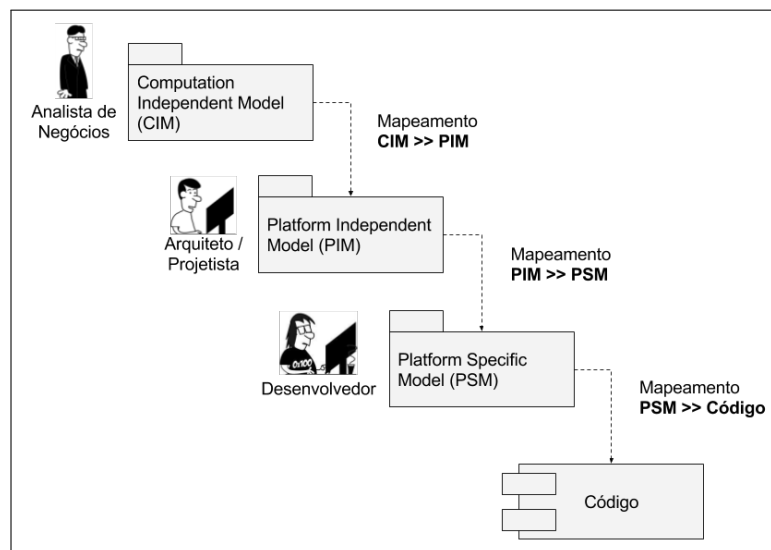 Computation
Independent Model
(CIM)
Analista de
Negócios
Mapeamento
CIM >> PIM
Platform Independent
Model (PIM)
Arquiteto /
Projetista
Mapeamento
PIM >> PSM
Platform Specific
Model (PSM)
0x100
Desenvolvedor
Mapeamento
PSM >> Código
Código